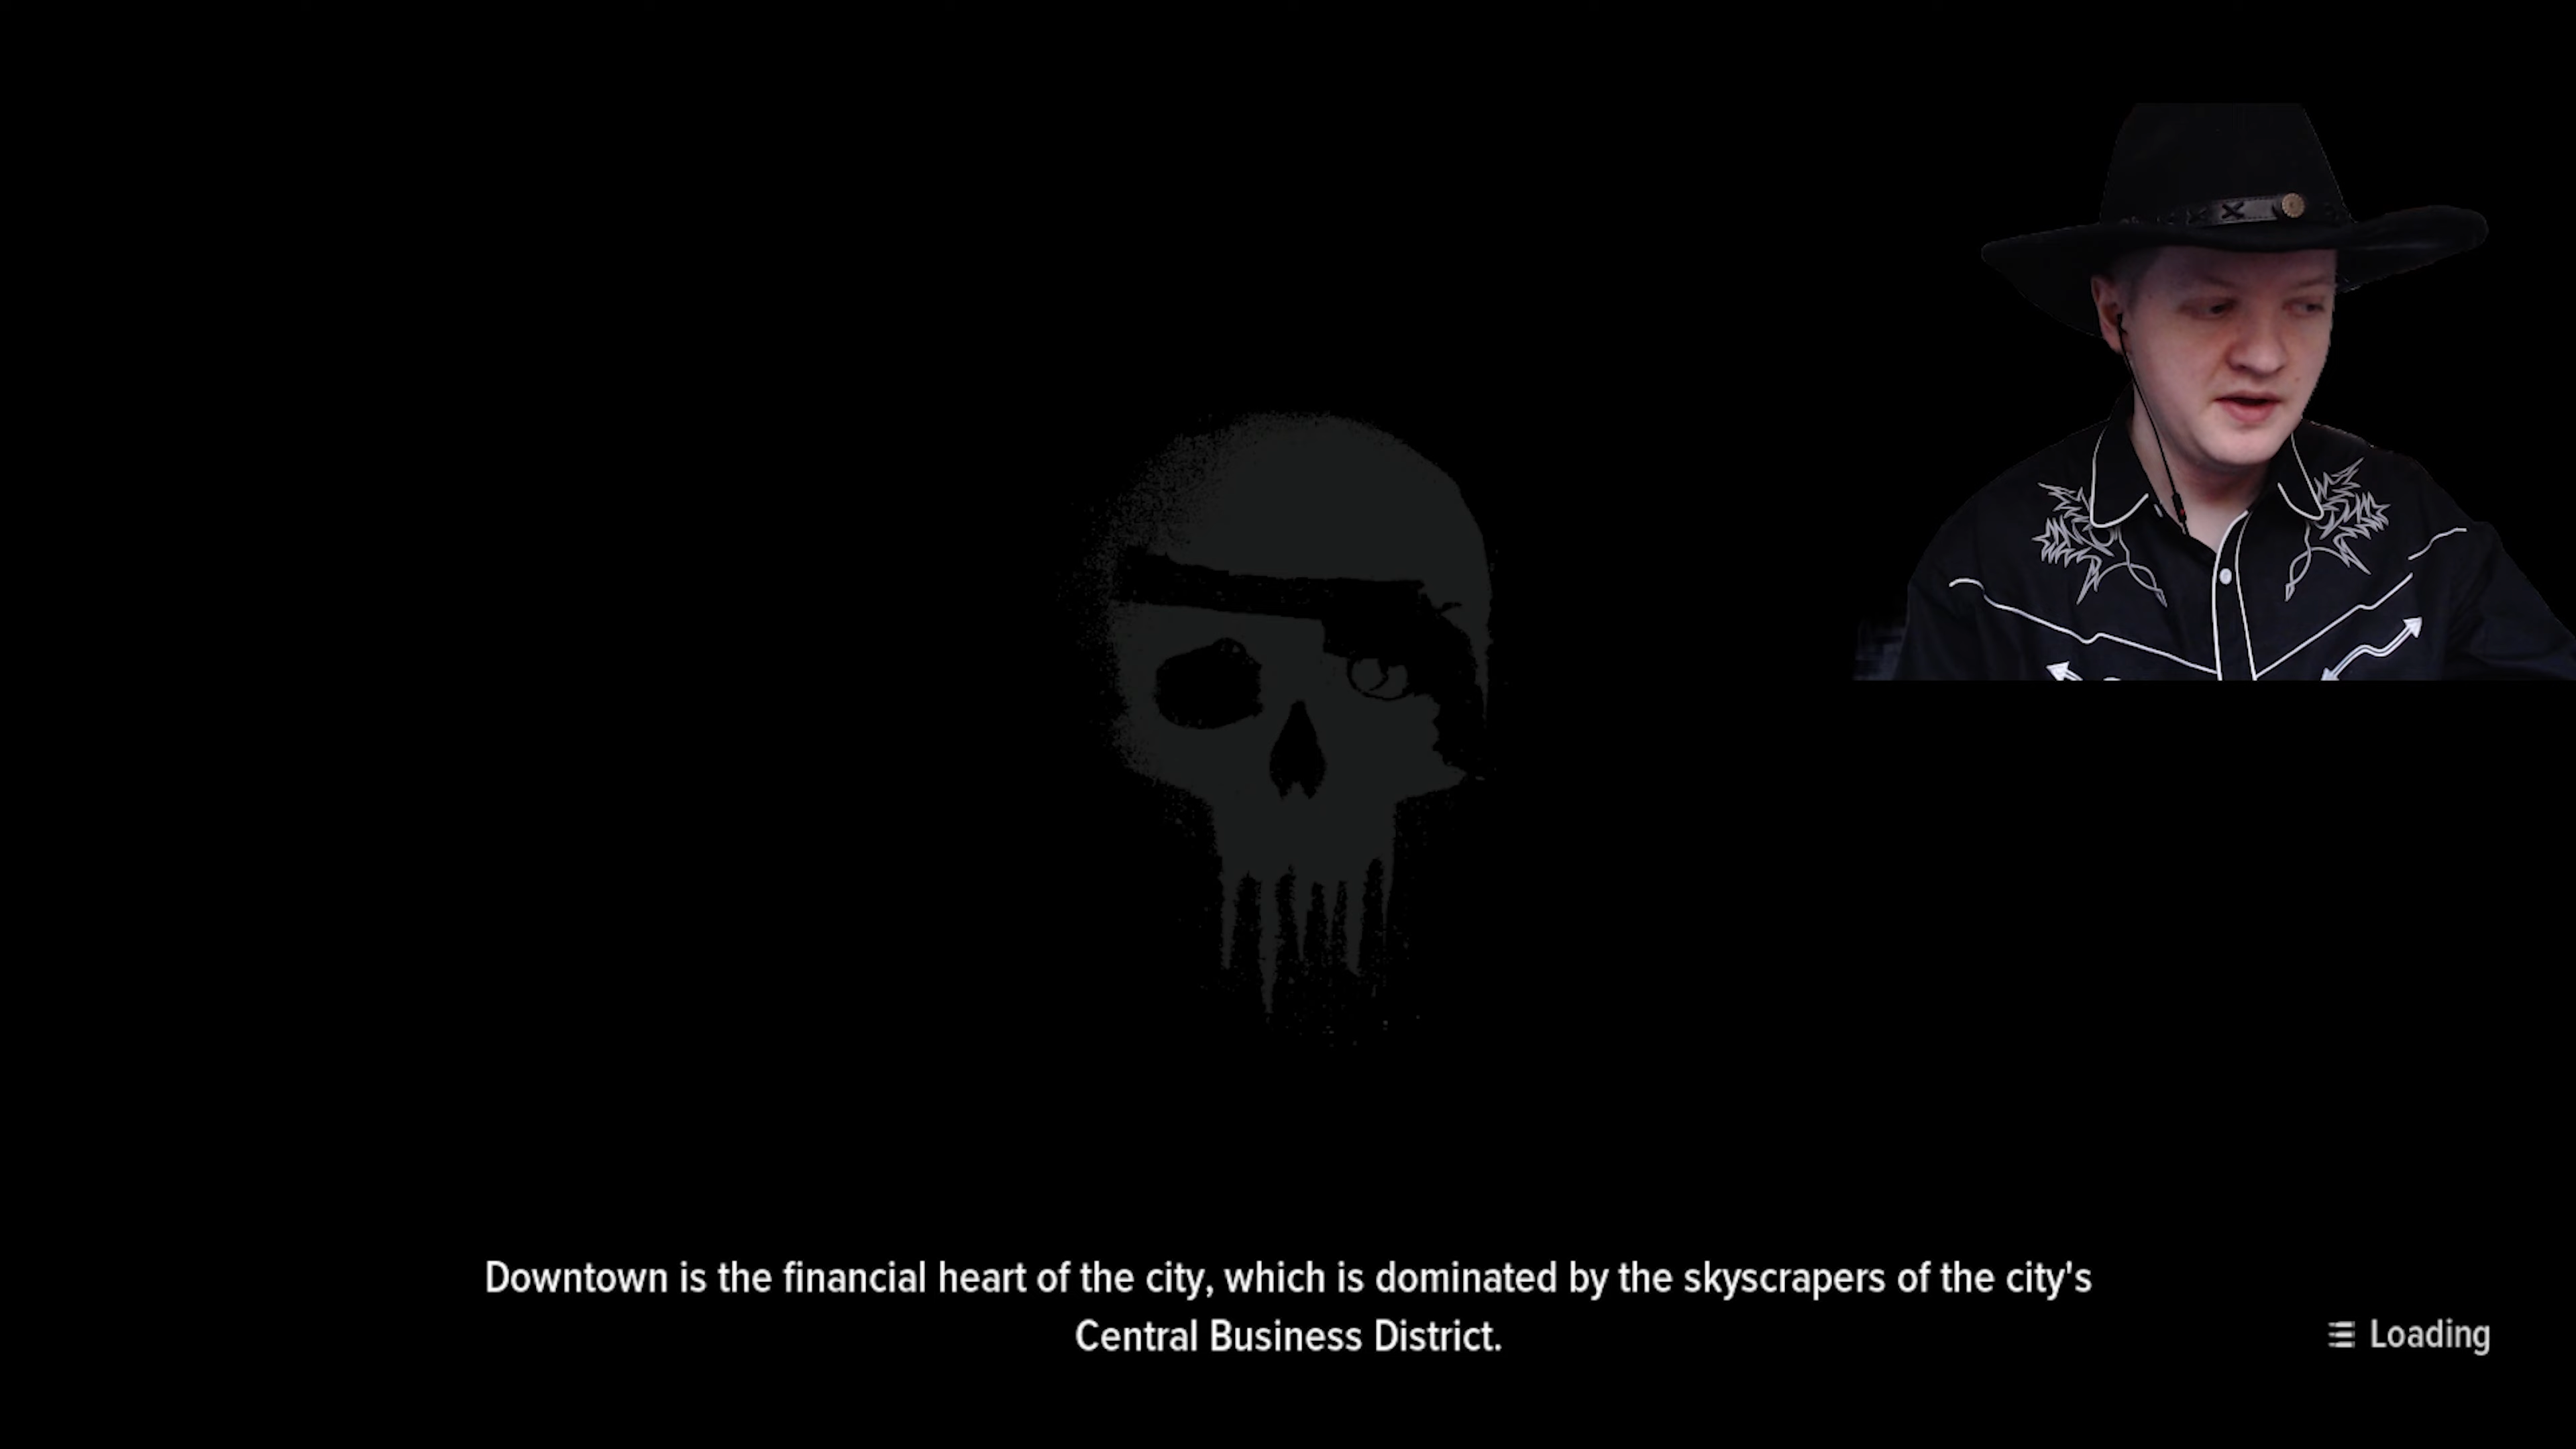 Downtown is the financial heart of the city, which is dominated by the skyscrapers of the city's
Central Business District.
Loading